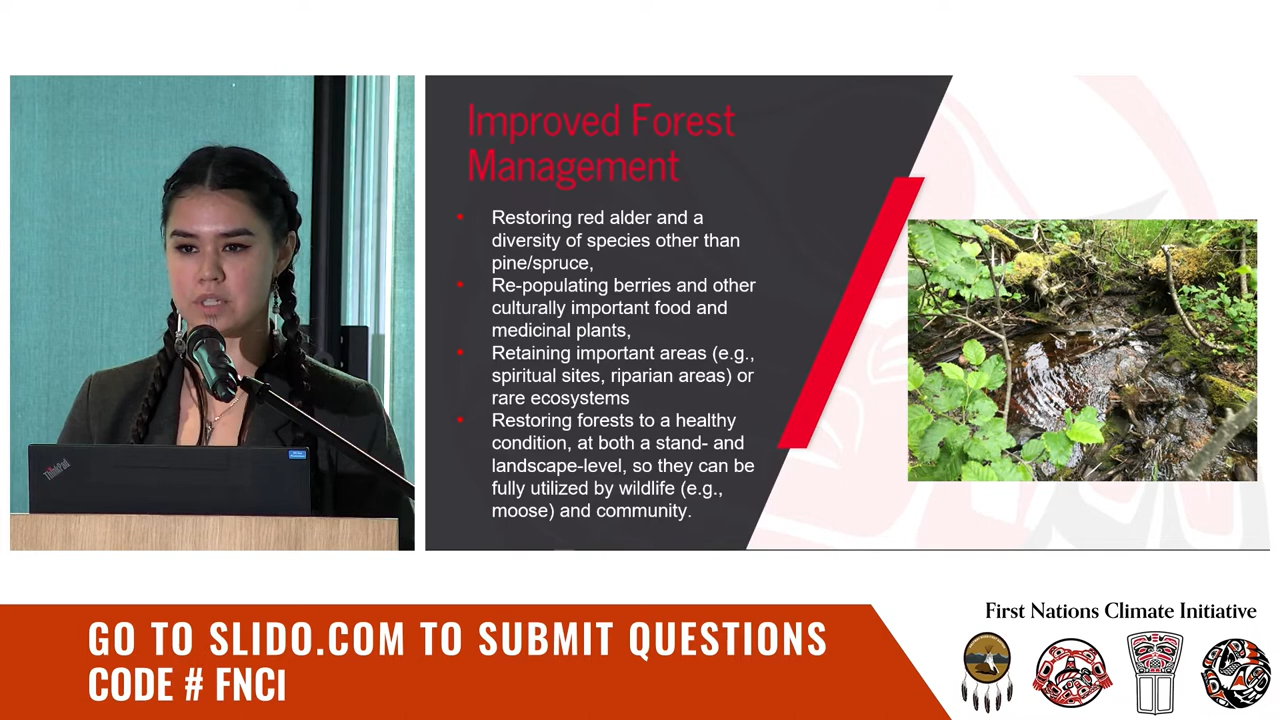 Improved Forest
Management
• Restoring red alder and a
diversity of species other than
pine/spruce,
• Re-populating berries and other
culturally important food and
medicinal plants,
• Retaining important areas (e.g.,
spiritual sites, riparian areas) or
rare ecosystems
• Restoring forests to a healthy
condition, at both a stand- and
landscape-level, so they can be
fully utilized by wildlife (e.g.,
moose) and community.
ThinkPad
GO TO SLIDO.COM TO SUBMIT QUESTIONS
CODE # FNCI
First Nations Climate Initiative